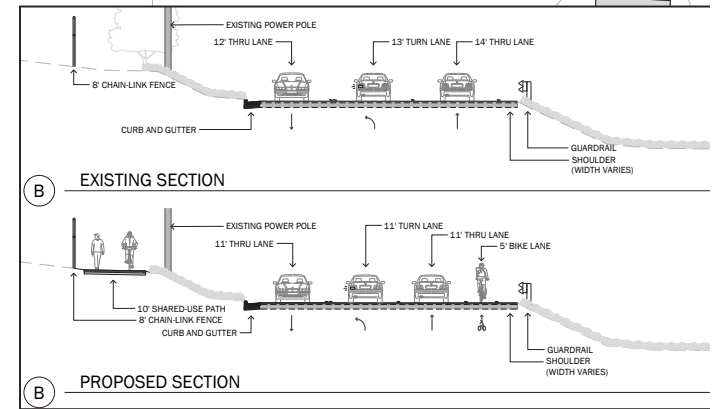 EXISTING POWER POLE
12' THRU LANE
13' TURN LANE
14' THRU LANE
8' CHAIN-LINK FENCE
CURB AND GUTTER
GUARDRAIL
SHOULDER
(WIDTH VARIES)
B
EXISTING SECTION
EXISTING POWER POLE
11' THRU LANE
11' TURN LANE
11' THRU LANE
5' BIKE LANE
10' SHARED-USE PATH
8' CHAIN-LINK FENCE
CURB AND GUTTER
GUARDRAIL
SHOULDER
(WIDTH VARIES)
B
PROPOSED SECTION